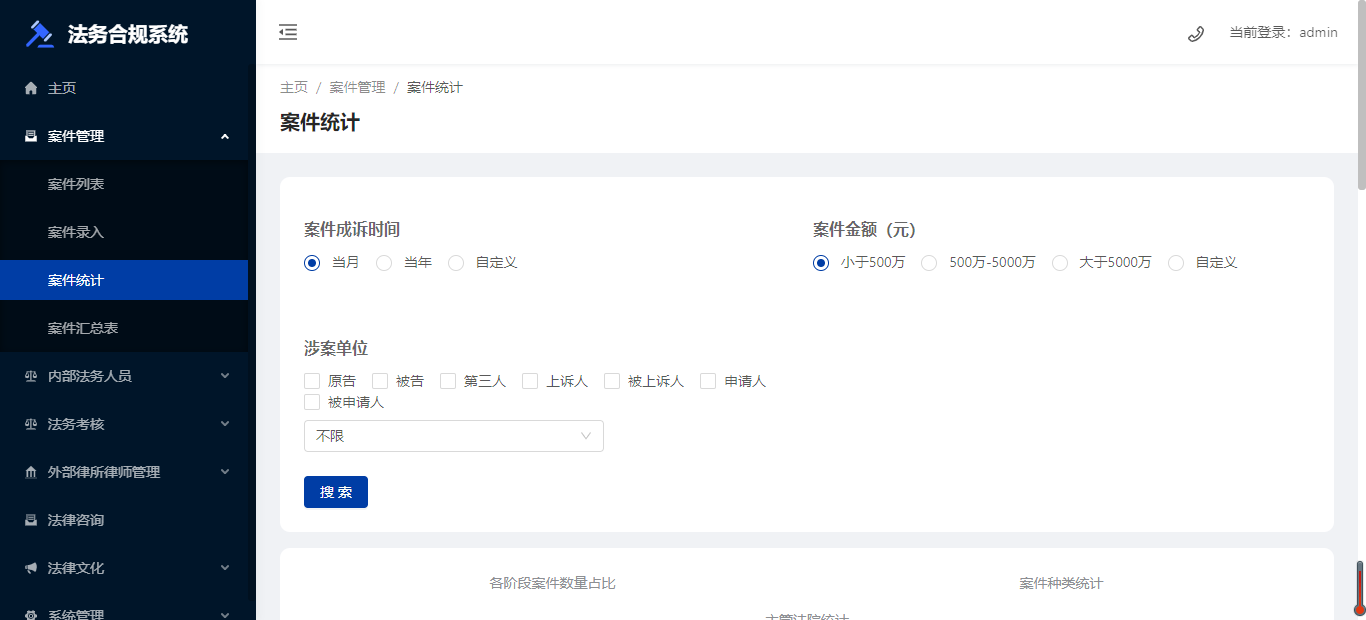 法务合规系统
当前登录：admin
主页
案件管理
案件列表
案件录入
案件统计
案件汇总表
内部法务人员
法务考核
外部律所律师管理
法律咨询
法律文化
系统管理
主页 / 案件管理 / 案件统计
案件统计
案件成诉时间
当月 当年 自定义
案件金额（元）
小于500万 500万-5000万 大于5000万 自定义
涉案单位
原告 被告 第三人 上诉人 被上诉人 申请人
被申请人
不限
搜 索
各阶段案件数量占比
案件种类统计
主管法院统计